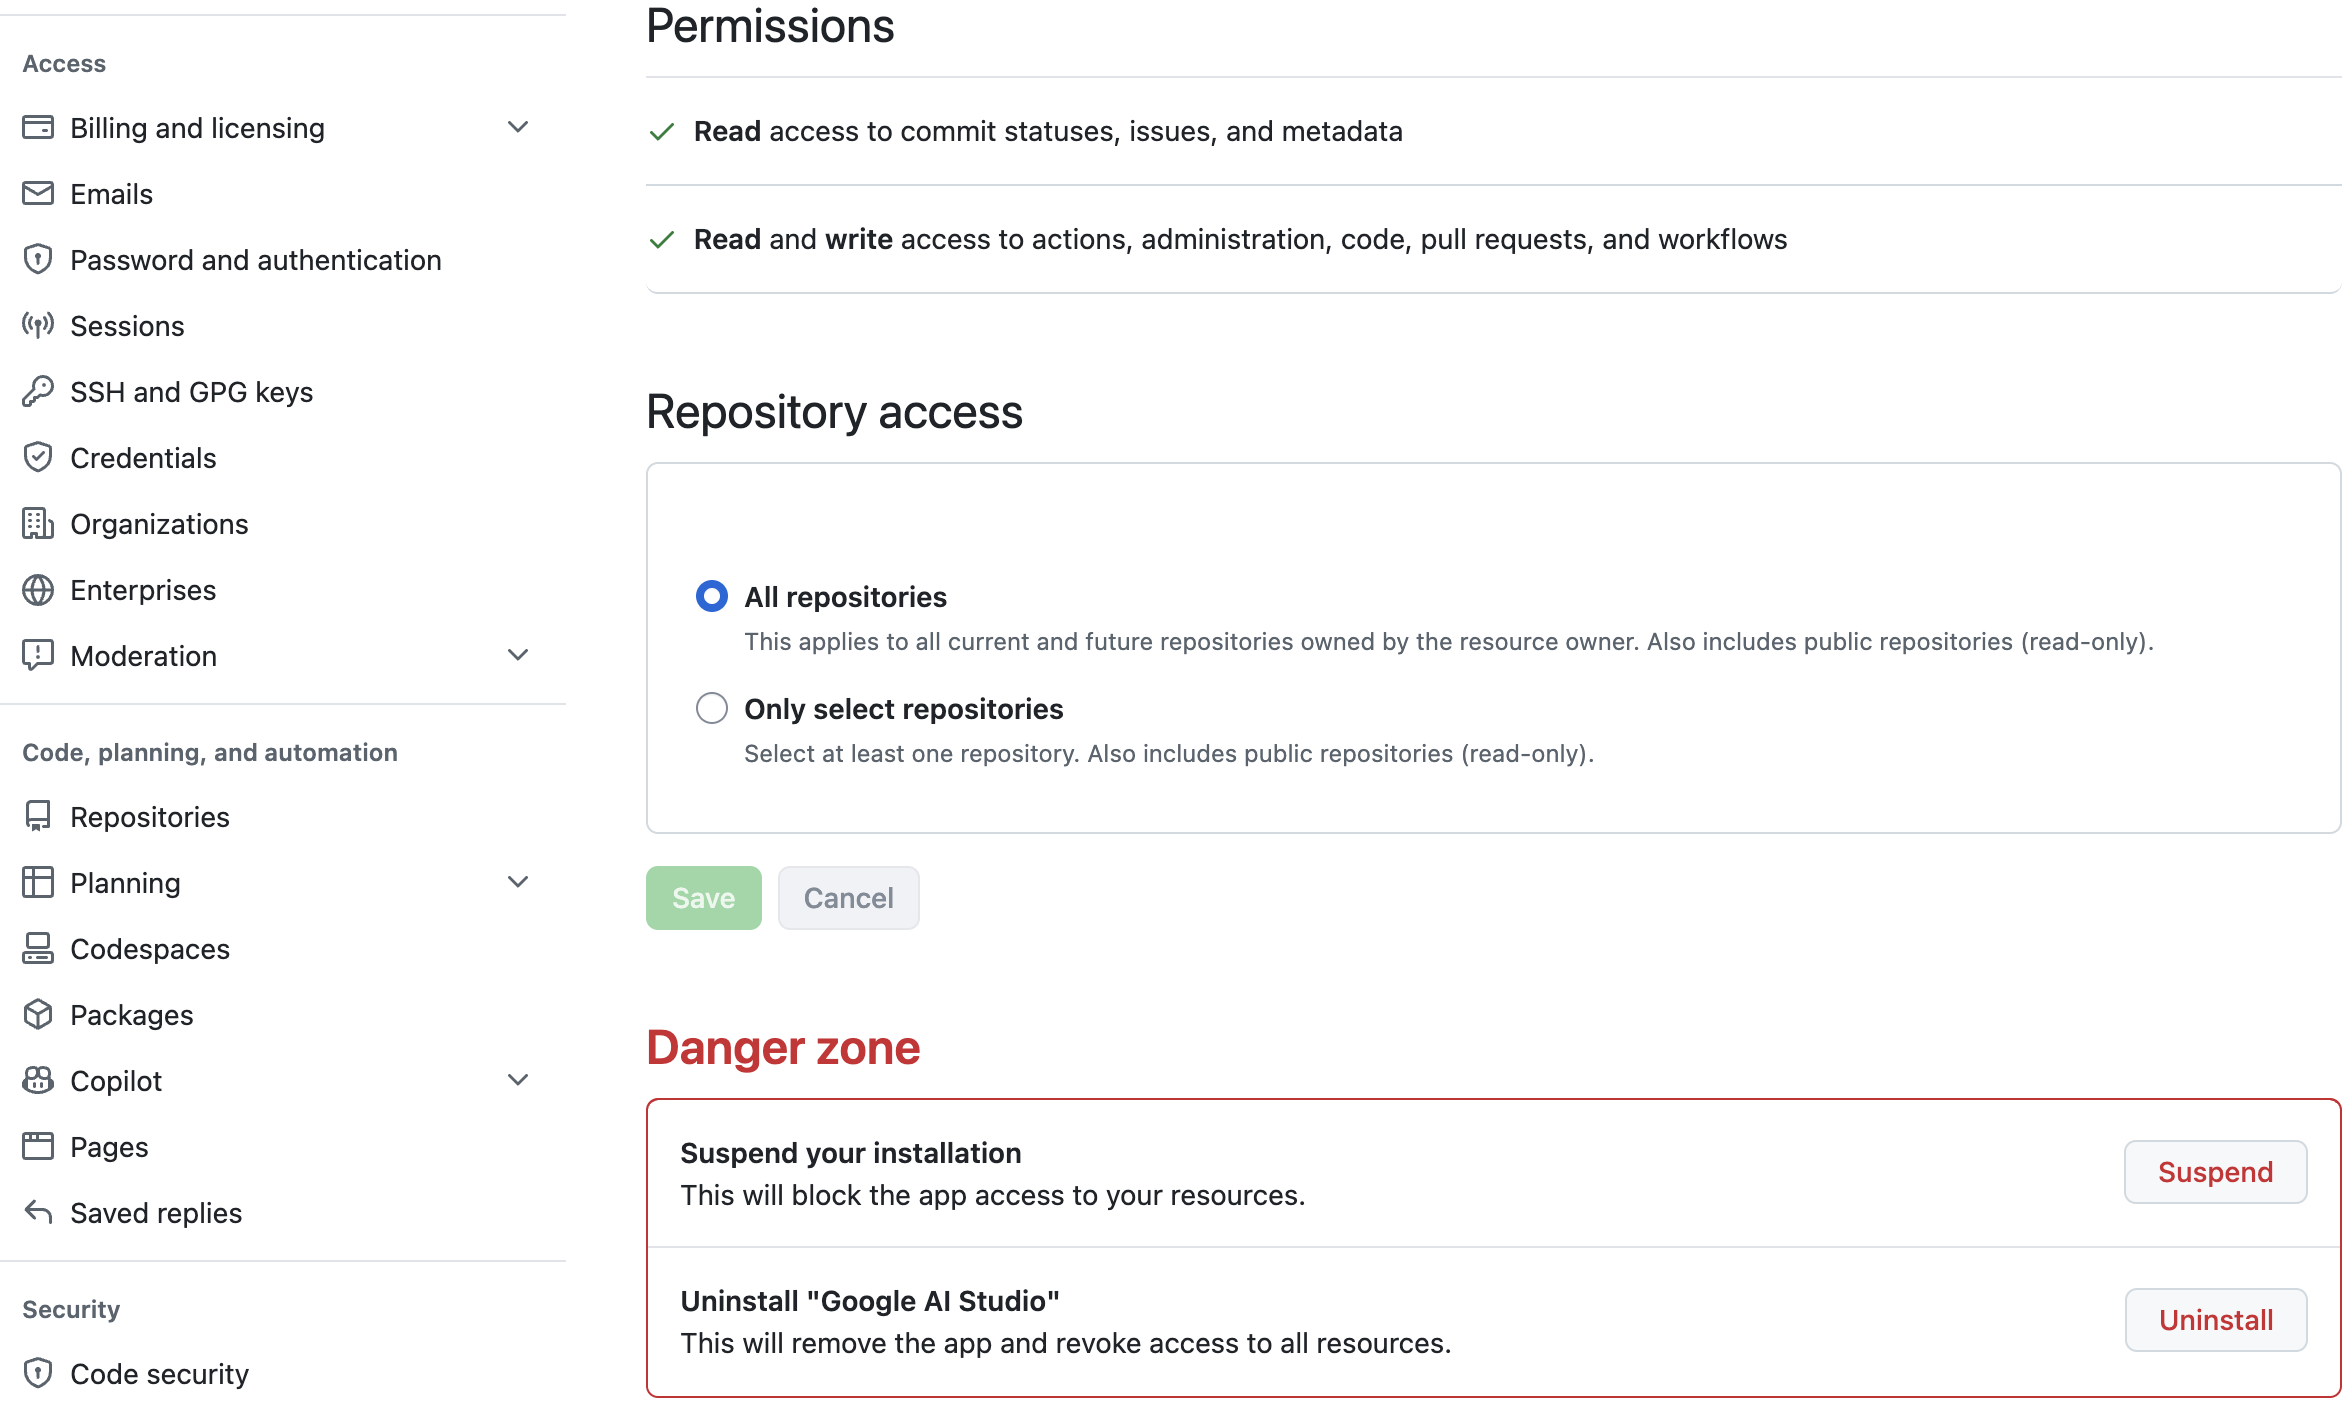 Access
Billing and licensing
Emails
Password and authentication
Sessions
SSH and GPG keys
Credentials
Organizations
Enterprises
Moderation
Code, planning, and automation
Repositories
Planning
Codespaces
Packages
Copilot
Pages
Saved replies
Security
Code security
Permissions
Read access to commit statuses, issues, and metadata
Read and write access to actions, administration, code, pull requests, and workflows
Repository access
All repositories
This applies to all current and future repositories owned by the resource owner. Also includes public repositories (read-only).
Only select repositories
Select at least one repository. Also includes public repositories (read-only).
Save
Cancel
Danger zone
Suspend your installation
This will block the app access to your resources.
Suspend
Uninstall "Google AI Studio"
This will remove the app and revoke access to all resources.
Uninstall